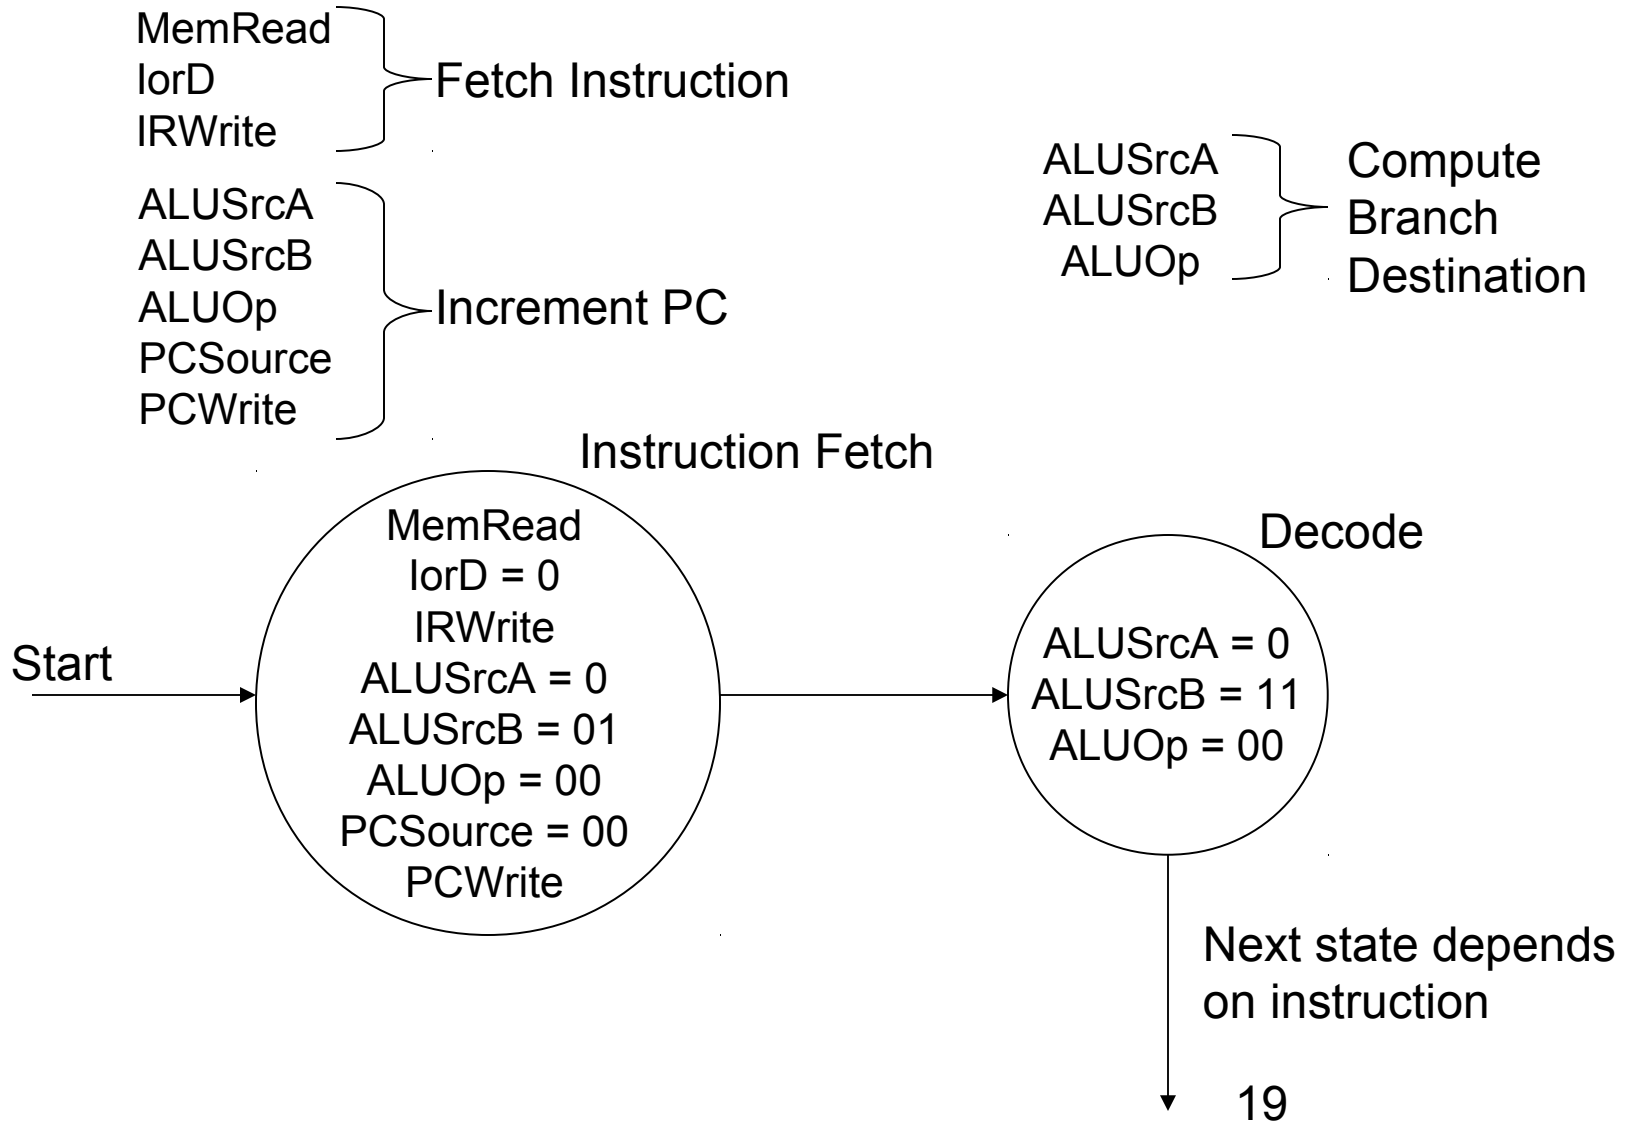 MemRead
IorD
IRWrite
Fetch Instruction
ALUSrcA
ALUSrcB
ALUOp
PCSource
PCWrite
Increment PC
ALUSrcA
ALUSrcB
ALUOp
Compute
Branch
Destination
Instruction Fetch
MemRead
IorD = 0
IRWrite
ALUSrcA = 0
ALUSrcB = 01
ALUOp = 00
PCSource = 00
PCWrite
Start
Decode
ALUSrcA = 0
ALUSrcB = 11
ALUOp = 00
Next state depends
on instruction
19